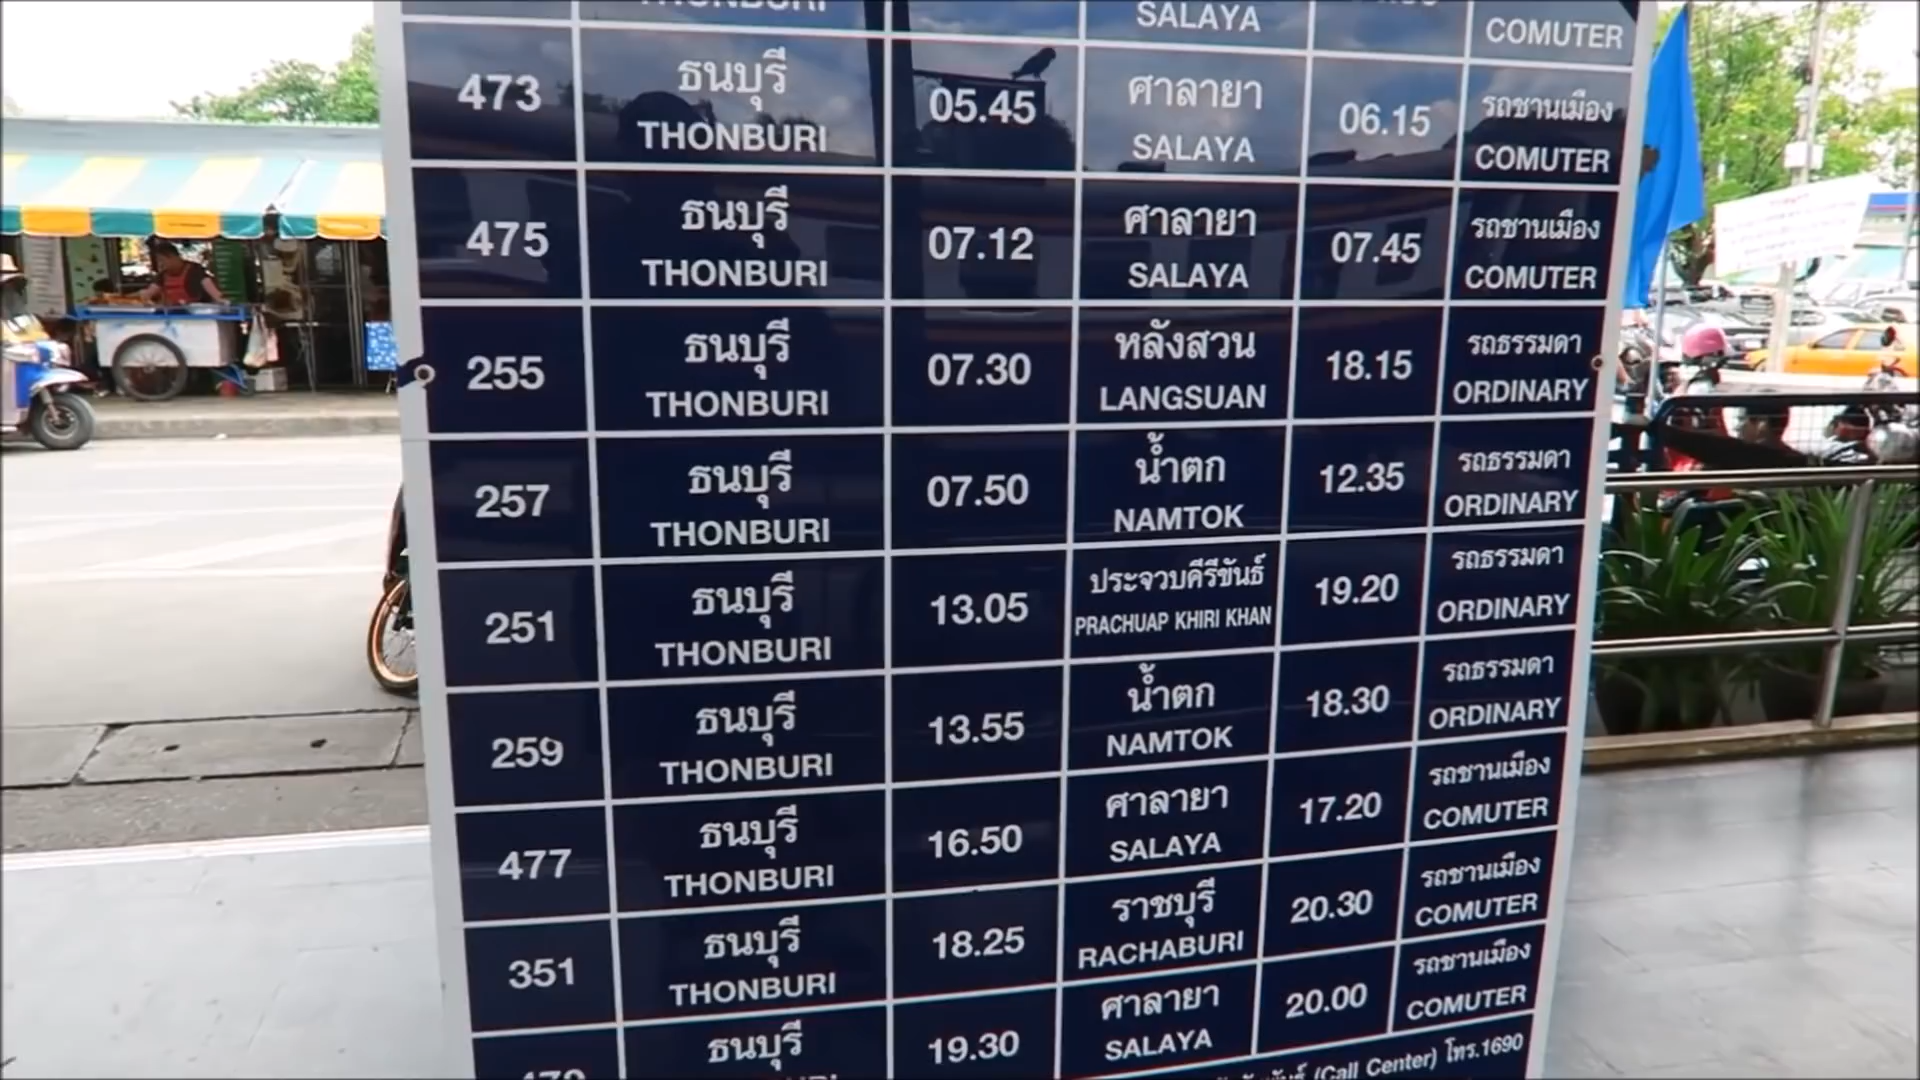 SALAYA
COMUTER
473 ธนบุรี THONBURI 05.45 ศาลายา SALAYA 06.15 รถชานเมือง COMUTER
475 ธนบุรี THONBURI 07.12 ศาลายา SALAYA 07.45 รถชานเมือง COMUTER
255 ธนบุรี THONBURI 07.30 หลังสวน LANGSUAN 18.15 รถธรรมดา ORDINARY
257 ธนบุรี THONBURI 07.50 น้ำตก NAMTOK 12.35 รถธรรมดา ORDINARY
251 ธนบุรี THONBURI 13.05 ประจวบคีรีขันธ์ PRACHUAP KHIRI KHAN 19.20 รถธรรมดา ORDINARY
259 ธนบุรี THONBURI 13.55 น้ำตก NAMTOK 18.30 รถธรรมดา ORDINARY
477 ธนบุรี THONBURI 16.50 ศาลายา SALAYA 17.20 รถชานเมือง COMUTER
351 ธนบุรี THONBURI 18.25 ราชบุรี RACHABURI 20.30 รถชานเมือง COMUTER
ธนบุรี 19.30 ศาลายา SALAYA 20.00 รถชานเมือง COMUTER
(Call Center) โทร.1690